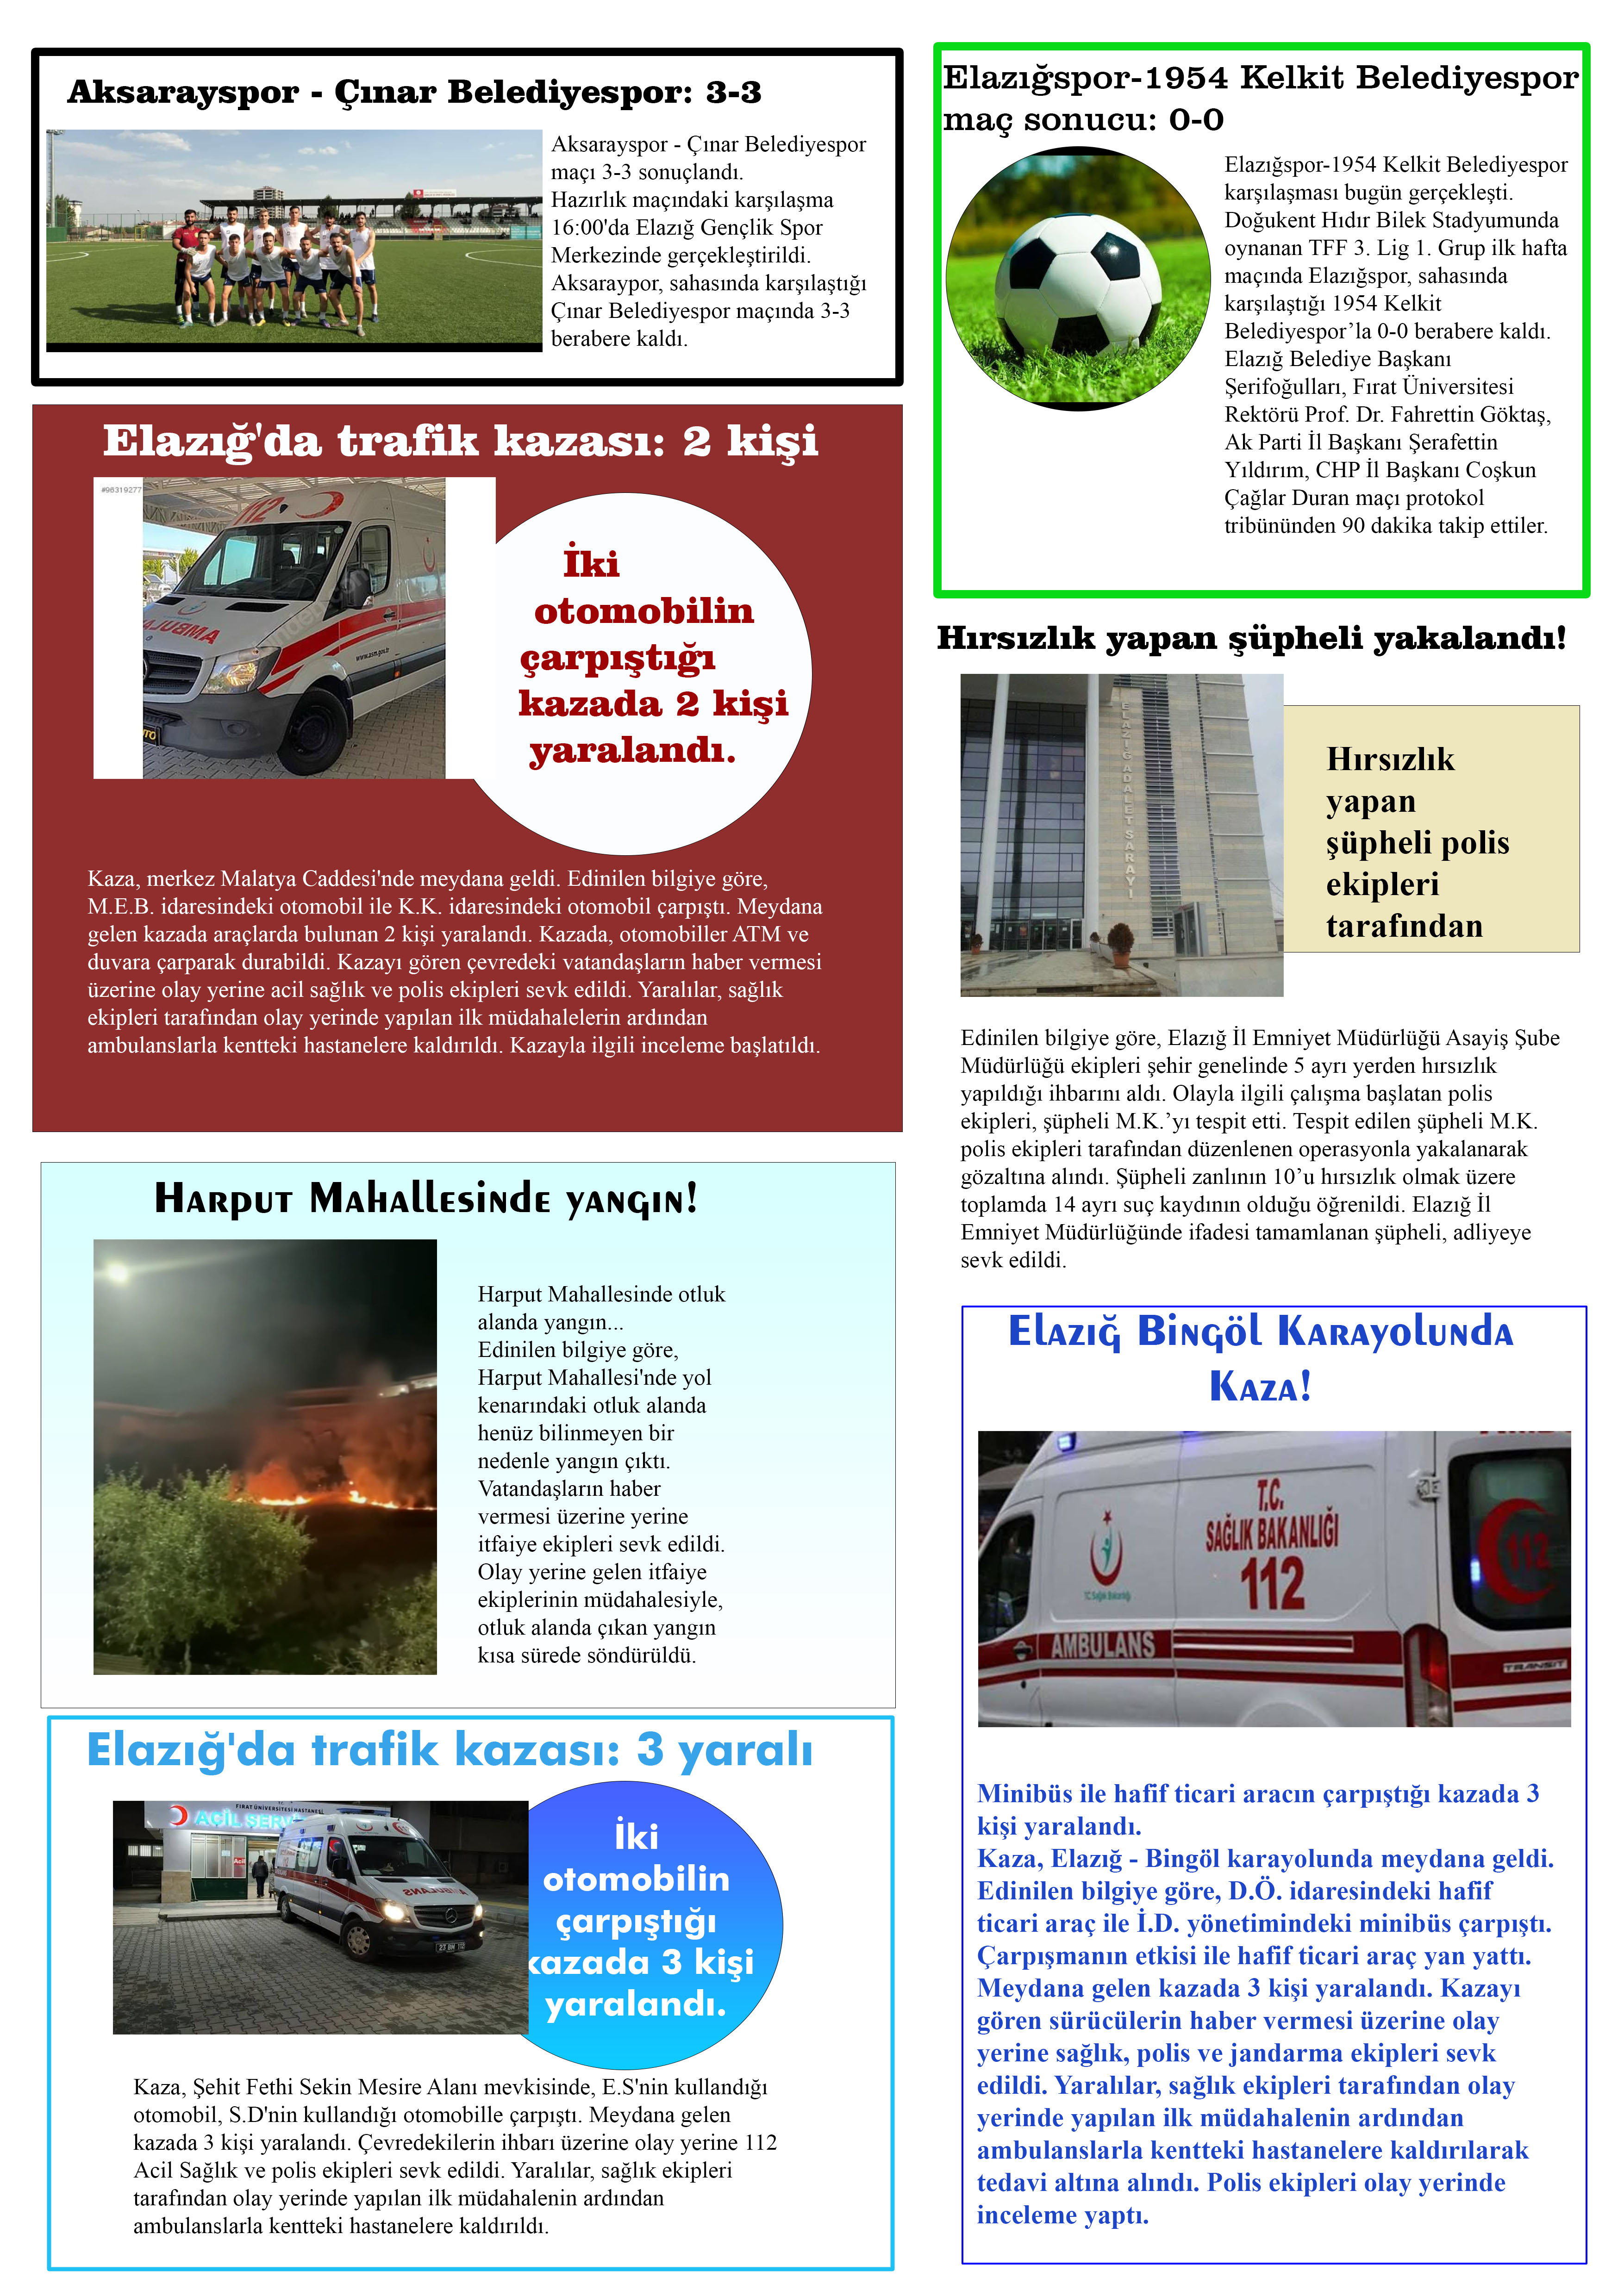 Aksarayspor - Çınar Belediyespor: 3-3
Aksarayspor - Çınar Belediyespor
maçı 3-3 sonuçlandı.
Hazırlık maçındaki karşılaşma
16:00'da Elazığ Gençlik Spor
Merkezinde gerçekleştirildi.
Aksaraypor, sahasında karşılaştığı
Çınar Belediyespor maçında 3-3
berabere kaldı.
Elazığ'da trafik kazası: 2 kişi
#98319277
112
AMBULANS
www.asm.gov.tr
İki
otomobilin
çarpıştığı
kazada 2 kişi
yaralandı.
Kaza, merkez Malatya Caddesi'nde meydana geldi. Edinilen bilgiye göre,
M.E.B. idaresindeki otomobil ile K.K. idaresindeki otomobil çarpıştı. Meydana
gelen kazada araçlarda bulunan 2 kişi yaralandı. Kazada, otomobiller ATM ve
duvara çarparak durabildi. Kazayı gören çevredeki vatandaşların haber vermesi
üzerine olay yerine acil sağlık ve polis ekipleri sevk edildi. Yaralılar, sağlık
ekipleri tarafından olay yerinde yapılan ilk müdahalelerin ardından
ambulanslarla kentteki hastanelere kaldırıldı. Kazayla ilgili inceleme başlatıldı.
Harput Mahallesinde yangın!
Harput Mahallesinde otluk
alanda yangın...
Edinilen bilgiye göre,
Harput Mahallesi'nde yol
kenarındaki otluk alanda
henüz bilinmeyen bir
nedenle yangın çıktı.
Vatandaşların haber
vermesi üzerine yerine
itfaiye ekipleri sevk edildi.
Olay yerine gelen itfaiye
ekiplerinin müdahalesiyle,
otluk alanda çıkan yangın
kısa sürede söndürüldü.
Elazığ'da trafik kazası: 3 yaralı
FIRAT ÜNİVERSİTESİ HASTANESİ
ACİL SERV
İki
otomobilin
çarpıştığı
kazada 3 kişi
yaralandı.
Kaza, Şehit Fethi Sekin Mesire Alanı mevkisinde, E.S'nin kullandığı
otomobil, S.D'nin kullandığı otomobille çarpıştı. Meydana gelen
kazada 3 kişi yaralandı. Çevredekilerin ihbarı üzerine olay yerine 112
Acil Sağlık ve polis ekipleri sevk edildi. Yaralılar, sağlık ekipleri
tarafından olay yerinde yapılan ilk müdahalenin ardından
ambulanslarla kentteki hastanelere kaldırıldı.
Elazığspor-1954 Kelkit Belediyespor
maç sonucu: 0-0
Elazığspor-1954 Kelkit Belediyespor
karşılaşması bugün gerçekleşti.
Doğukent Hıdır Bilek Stadyumunda
oynanan TFF 3. Lig 1. Grup ilk hafta
maçında Elazığspor, sahasında
karşılaştığı 1954 Kelkit
Belediyespor’la 0-0 berabere kaldı.
Elazığ Belediye Başkanı
Şerifoğulları, Fırat Üniversitesi
Rektörü Prof. Dr. Fahrettin Göktaş,
Ak Parti İl Başkanı Şerafettin
Yıldırım, CHP İl Başkanı Coşkun
Çağlar Duran maçı protokol
tribününden 90 dakika takip ettiler.
Hırsızlık yapan şüpheli yakalandı!
ELAZIĞ ADALET SARAYI
Hırsızlık
yapan
şüpheli polis
ekipleri
tarafından
Edinilen bilgiye göre, Elazığ İl Emniyet Müdürlüğü Asayiş Şube
Müdürlüğü ekipleri şehir genelinde 5 ayrı yerden hırsızlık
yapıldığı ihbarını aldı. Olayla ilgili çalışma başlatan polis
ekipleri, şüpheli M.K.’yı tespit etti. Tespit edilen şüpheli M.K.
polis ekipleri tarafından düzenlenen operasyonla yakalanarak
gözaltına alındı. Şüpheli zanlının 10’u hırsızlık olmak üzere
toplamda 14 ayrı suç kaydının olduğu öğrenildi. Elazığ İl
Emniyet Müdürlüğünde ifadesi tamamlanan şüpheli, adliyeye
sevk edildi.
Elazığ Bingöl Karayolunda
Kaza!
T.C.
SAĞLIK BAKANLIĞI
112
T.C. Sağlık Bakanlığı
AMBULANS
112
TRANSIT
Minibüs ile hafif ticari aracın çarpıştığı kazada 3
kişi yaralandı.
Kaza, Elazığ - Bingöl karayolunda meydana geldi.
Edinilen bilgiye göre, D.Ö. idaresindeki hafif
ticari araç ile İ.D. yönetimindeki minibüs çarpıştı.
Çarpışmanın etkisi ile hafif ticari araç yan yattı.
Meydana gelen kazada 3 kişi yaralandı. Kazayı
gören sürücülerin haber vermesi üzerine olay
yerine sağlık, polis ve jandarma ekipleri sevk
edildi. Yaralılar, sağlık ekipleri tarafından olay
yerinde yapılan ilk müdahalenin ardından
ambulanslarla kentteki hastanelere kaldırılarak
tedavi altına alındı. Polis ekipleri olay yerinde
inceleme yaptı.